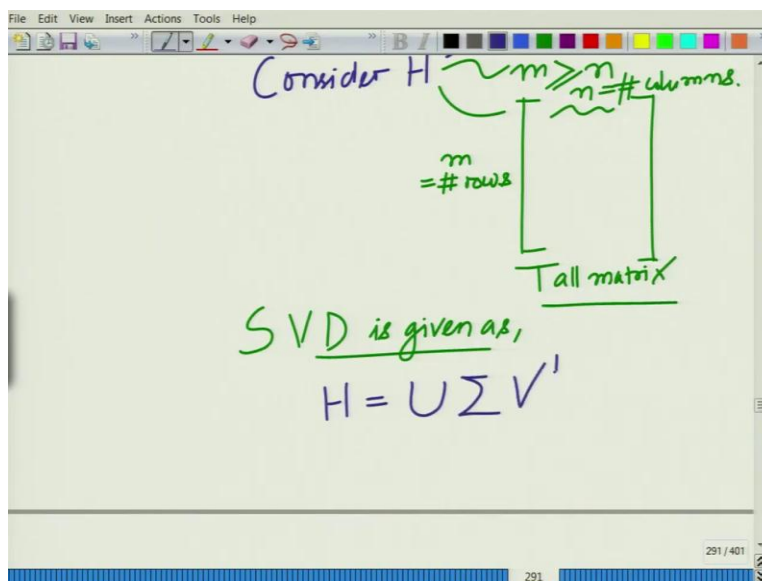 File Edit View Insert Actions Tools Help
B I
Consider H m ≥ n
n = # columns.
m
= # rows
Tall matrix
SVD is given as,
H = U Σ V'
291 / 401
291